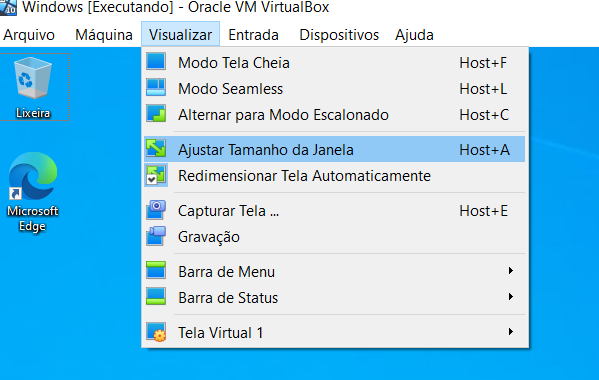 Windows [Executando] - Oracle VM VirtualBox
Arquivo Máquina Visualizar Entrada Dispositivos Ajuda
Lixeira
Microsoft
Edge
Modo Tela Cheia Host+F
Modo Seamless Host+L
Alternar para Modo Escalonado Host+C
Ajustar Tamanho da Janela Host+A
Redimensionar Tela Automaticamente
Capturar Tela ... Host+E
Gravação
Barra de Menu
Barra de Status
Tela Virtual 1